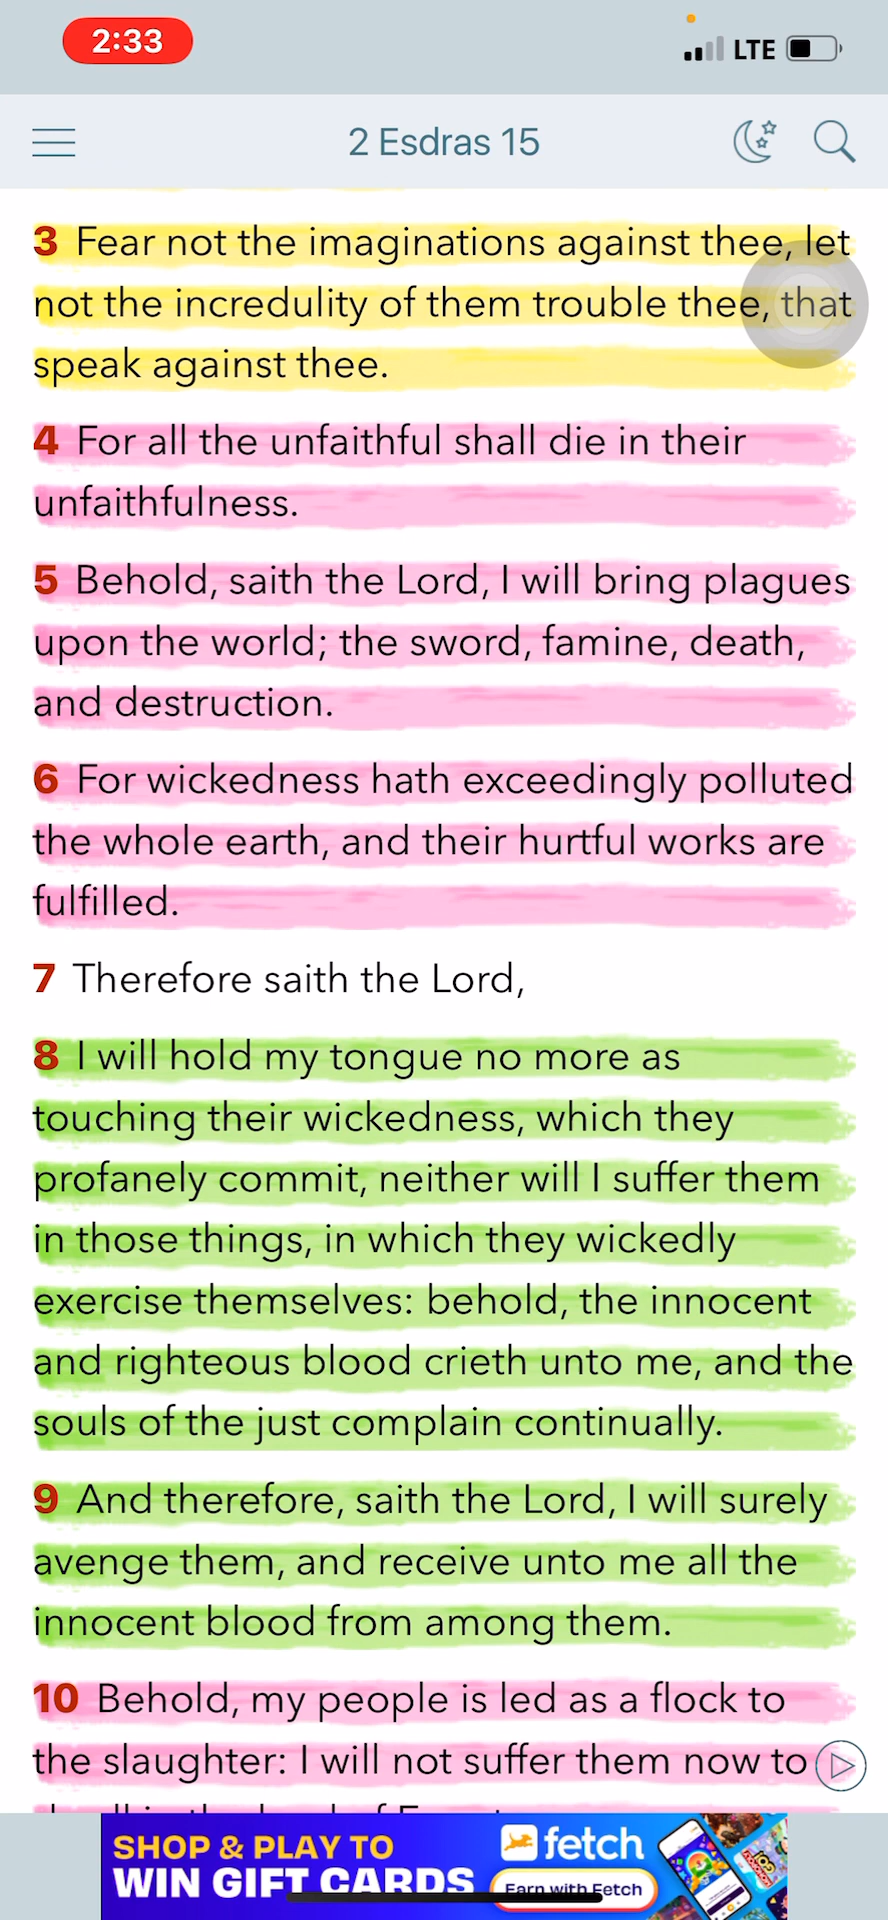 2:33
LTE
2 Esdras 15
3 Fear not the imaginations against thee, let
not the incredulity of them trouble thee, that
speak against thee.
4 For all the unfaithful shall die in their
unfaithfulness.
5 Behold, saith the Lord, I will bring plagues
upon the world; the sword, famine, death,
and destruction.
6 For wickedness hath exceedingly polluted
the whole earth, and their hurtful works are
fulfilled.
7 Therefore saith the Lord,
8 I will hold my tongue no more as
touching their wickedness, which they
profanely commit, neither will I suffer them
in those things, in which they wickedly
exercise themselves: behold, the innocent
and righteous blood crieth unto me, and the
souls of the just complain continually.
9 And therefore, saith the Lord, I will surely
avenge them, and receive unto me all the
innocent blood from among them.
10 Behold, my people is led as a flock to
the slaughter: I will not suffer them now to
SHOP & PLAY TO
WIN GIFT CARDS
fetch
Earn with Fetch